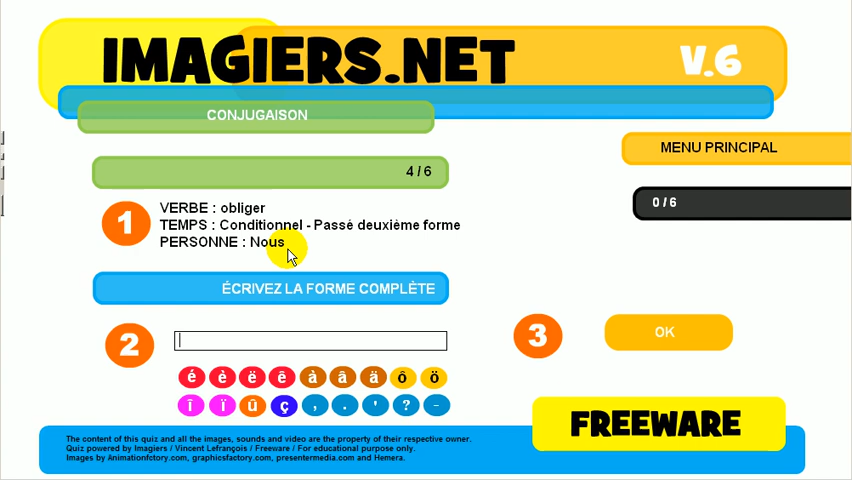 IMAGIERS.NET
V.6
CONJUGAISON
MENU PRINCIPAL
4 / 6
0 / 6
1
VERBE : obliger
TEMPS : Conditionnel - Passé deuxième forme
PERSONNE : Nous
ÉCRIVEZ LA FORME COMPLÈTE
2
3
OK
é è ë ê à â ä ô ö
î ï û ç , . ' ? -
FREEWARE
The content of this quiz and all the images, sounds and video are the property of their respective owner.
Quiz powered by Imagiers / Vincent Lefrançois / Freeware / For educational purpose only.
Images by Animationfctory.com, graphicsfactory.com, presentermedia.com and Hemera.